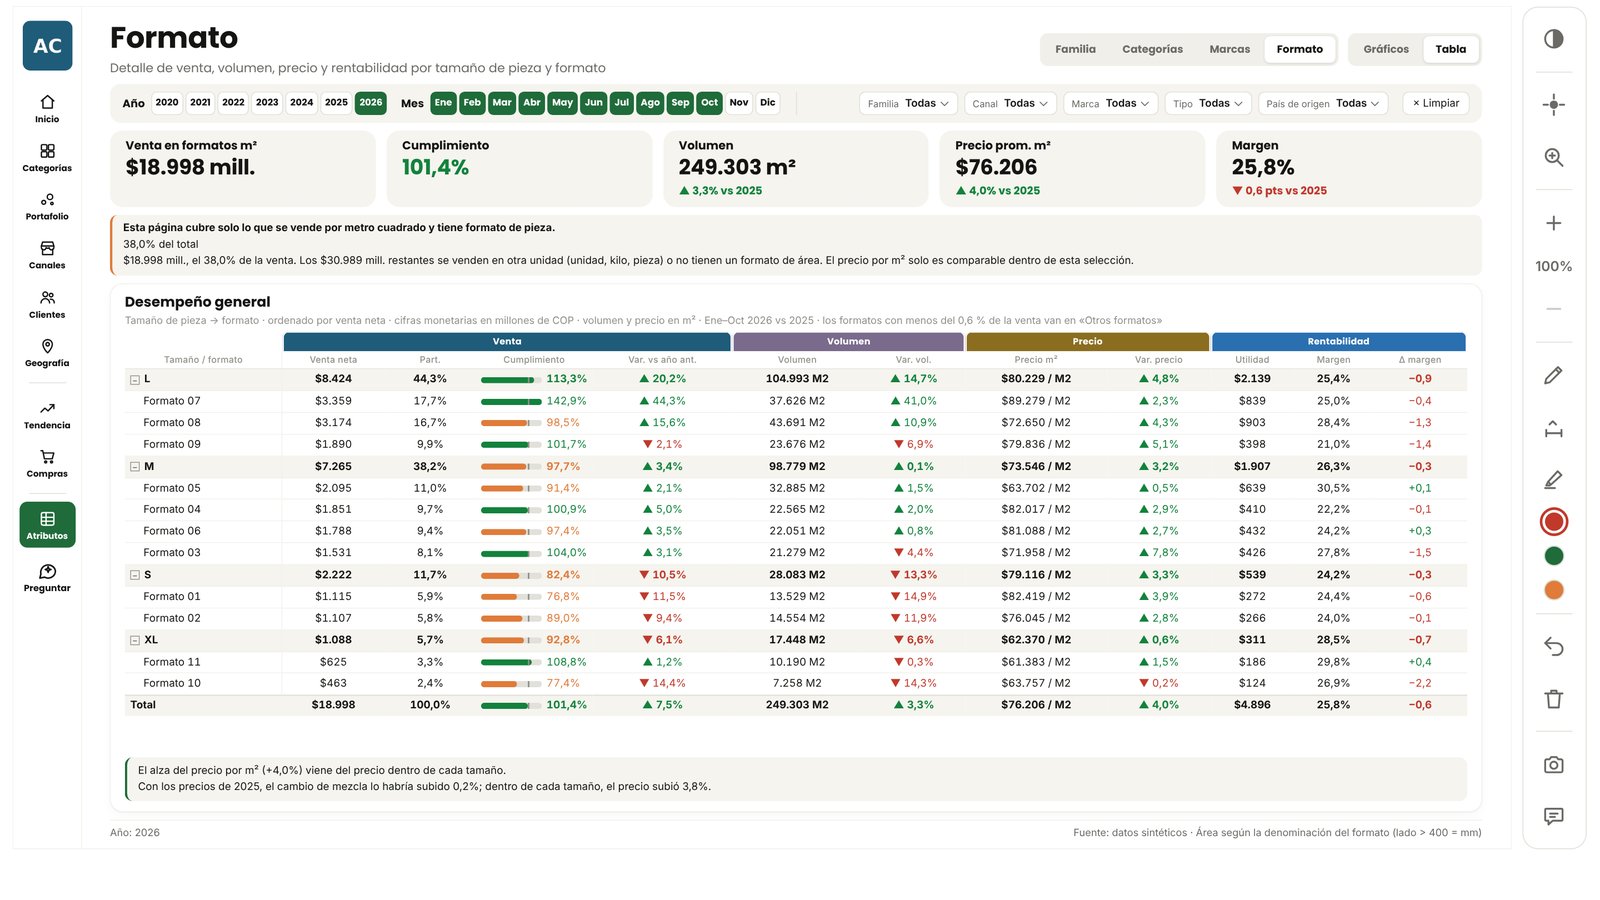 AC
Inicio
Categorías
Portafolio
Canales
Clientes
Geografía
Tendencia
Compras
Atributos
Preguntar
Formato
Detalle de venta, volumen, precio y rentabilidad por tamaño de pieza y formato
Familia Categorías Marcas Formato Gráficos Tabla
Año 2020 2021 2022 2023 2024 2025 2026 Mes Ene Feb Mar Abr May Jun Jul Ago Sep Oct Nov Dic Familia Todas Canal Todas Marca Todas Tipo Todas País de origen Todas × Limpiar
Venta en formatos m²
$18.998 mill.
Cumplimiento
101,4%
Volumen
249.303 m²
▲ 3,3% vs 2025
Precio prom. m²
$76.206
▲ 4,0% vs 2025
Margen
25,8%
▼ 0,6 pts vs 2025
Esta página cubre solo lo que se vende por metro cuadrado y tiene formato de pieza.
38,0% del total
$18.998 mill., el 38,0% de la venta. Los $30.989 mill. restantes se venden en otra unidad (unidad, kilo, pieza) o no tienen un formato de área. El precio por m² solo es comparable dentro de esta selección.
Desempeño general
Tamaño de pieza → formato · ordenado por venta neta · cifras monetarias en millones de COP · volumen y precio en m² · Ene–Oct 2026 vs 2025 · los formatos con menos del 0,6 % de la venta van en «Otros formatos»
Venta Volumen Precio Rentabilidad
Tamaño / formato Venta neta Part. Cumplimiento Var. vs año ant. Volumen Var. vol. Precio m² Var. precio Utilidad Margen Δ margen
L $8.424 44,3% 113,3% ▲ 20,2% 104.993 M2 ▲ 14,7% $80.229 / M2 ▲ 4,8% $2.139 25,4% −0,9
Formato 07 $3.359 17,7% 142,9% ▲ 44,3% 37.626 M2 ▲ 41,0% $89.279 / M2 ▲ 2,3% $839 25,0% −0,4
Formato 08 $3.174 16,7% 98,5% ▲ 15,6% 43.691 M2 ▲ 10,9% $72.650 / M2 ▲ 4,3% $903 28,4% −1,3
Formato 09 $1.890 9,9% 101,7% ▼ 2,1% 23.676 M2 ▼ 6,9% $79.836 / M2 ▲ 5,1% $398 21,0% −1,4
M $7.265 38,2% 97,7% ▲ 3,4% 98.779 M2 ▲ 0,1% $73.546 / M2 ▲ 3,2% $1.907 26,3% −0,3
Formato 05 $2.095 11,0% 91,4% ▲ 2,1% 32.885 M2 ▲ 1,5% $63.702 / M2 ▲ 0,5% $639 30,5% +0,1
Formato 04 $1.851 9,7% 100,9% ▲ 5,0% 22.565 M2 ▲ 2,0% $82.017 / M2 ▲ 2,9% $410 22,2% −0,1
Formato 06 $1.788 9,4% 97,4% ▲ 3,5% 22.051 M2 ▲ 0,8% $81.088 / M2 ▲ 2,7% $432 24,2% +0,3
Formato 03 $1.531 8,1% 104,0% ▲ 3,1% 21.279 M2 ▼ 4,4% $71.958 / M2 ▲ 7,8% $426 27,8% −1,5
S $2.222 11,7% 82,4% ▼ 10,5% 28.083 M2 ▼ 13,3% $79.116 / M2 ▲ 3,3% $539 24,2% −0,3
Formato 01 $1.115 5,9% 76,8% ▼ 11,5% 13.529 M2 ▼ 14,9% $82.419 / M2 ▲ 3,9% $272 24,4% −0,6
Formato 02 $1.107 5,8% 89,0% ▼ 9,4% 14.554 M2 ▼ 11,9% $76.045 / M2 ▲ 2,8% $266 24,0% −0,1
XL $1.088 5,7% 92,8% ▼ 6,1% 17.448 M2 ▼ 6,6% $62.370 / M2 ▲ 0,6% $311 28,5% −0,7
Formato 11 $625 3,3% 108,8% ▲ 1,2% 10.190 M2 ▼ 0,3% $61.383 / M2 ▲ 1,5% $186 29,8% +0,4
Formato 10 $463 2,4% 77,4% ▼ 14,4% 7.258 M2 ▼ 14,3% $63.757 / M2 ▼ 0,2% $124 26,9% −2,2
Total $18.998 100,0% 101,4% ▲ 7,5% 249.303 M2 ▲ 3,3% $76.206 / M2 ▲ 4,0% $4.896 25,8% −0,6
El alza del precio por m² (+4,0%) viene del precio dentro de cada tamaño.
Con los precios de 2025, el cambio de mezcla lo habría subido 0,2%; dentro de cada tamaño, el precio subió 3,8%.
Año: 2026
Fuente: datos sintéticos · Área según la denominación del formato (lado > 400 = mm)
100%